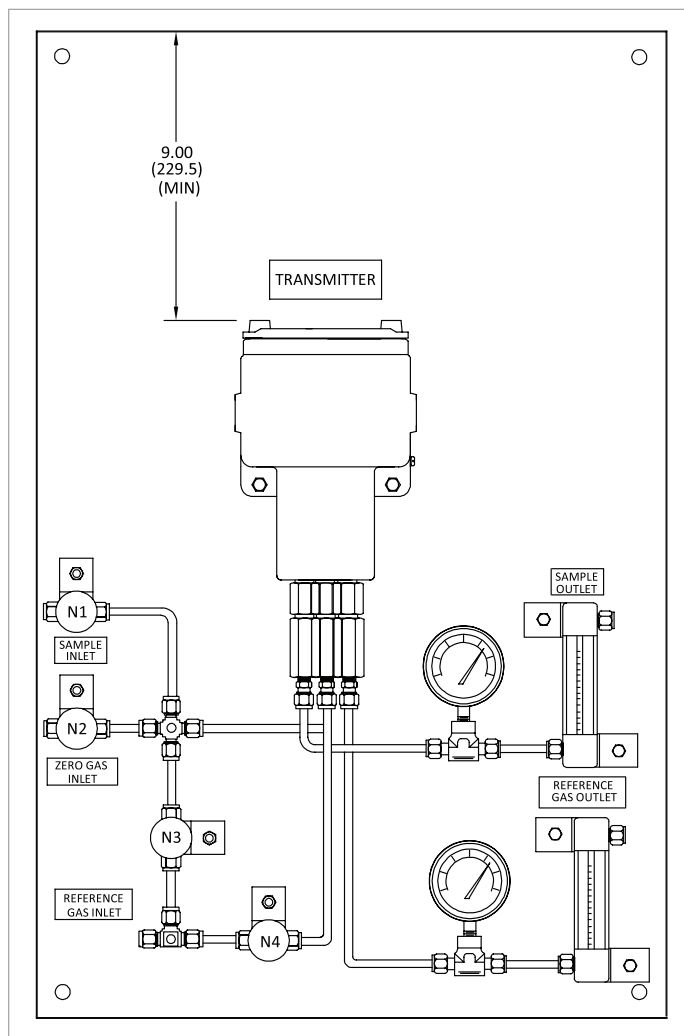 9.00
(229.5)
(MIN)
TRANSMITTER
SAMPLE
OUTLET
N1
SAMPLE
INLET
N2
ZERO GAS
INLET
REFERENCE
GAS OUTLET
N3
REFERENCE
GAS INLET
N4